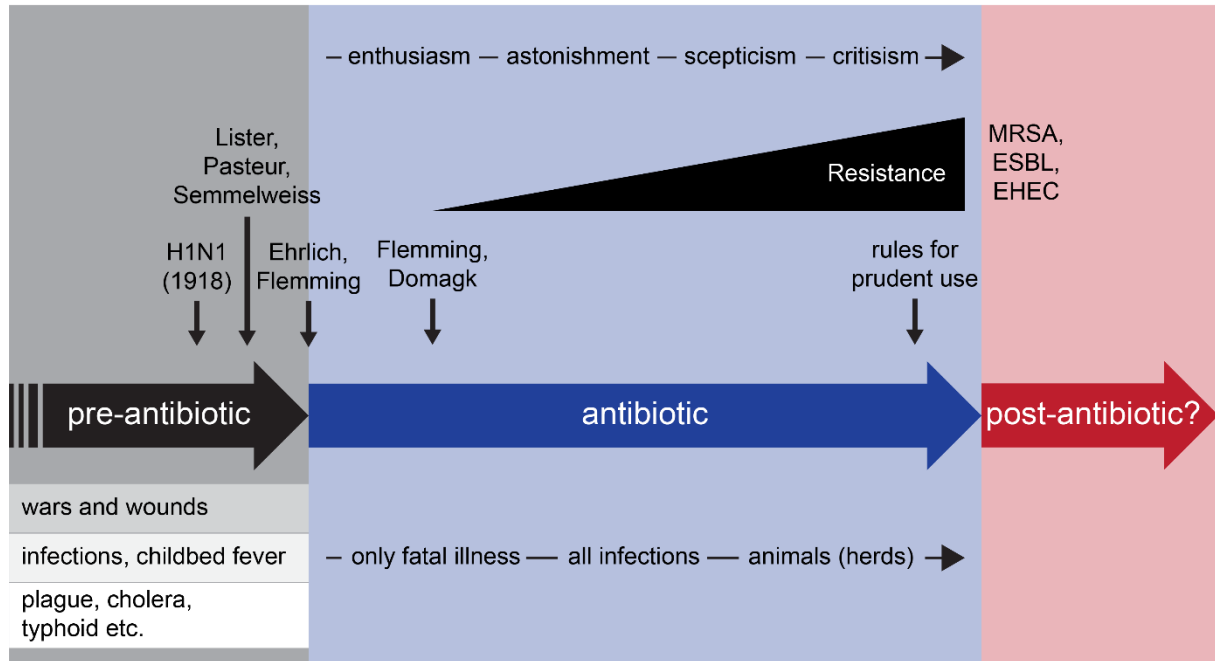 – enthusiasm – astonishment – scepticism – critisism
Lister,
Pasteur,
Semmelweiss
Resistance
MRSA,
ESBL,
EHEC
H1N1
(1918)
Ehrlich,
Flemming
Flemming,
Domagk
rules for
prudent use
pre-antibiotic
antibiotic
post-antibiotic?
wars and wounds
infections, childbed fever
plague, cholera,
typhoid etc.
– only fatal illness — all infections — animals (herds)